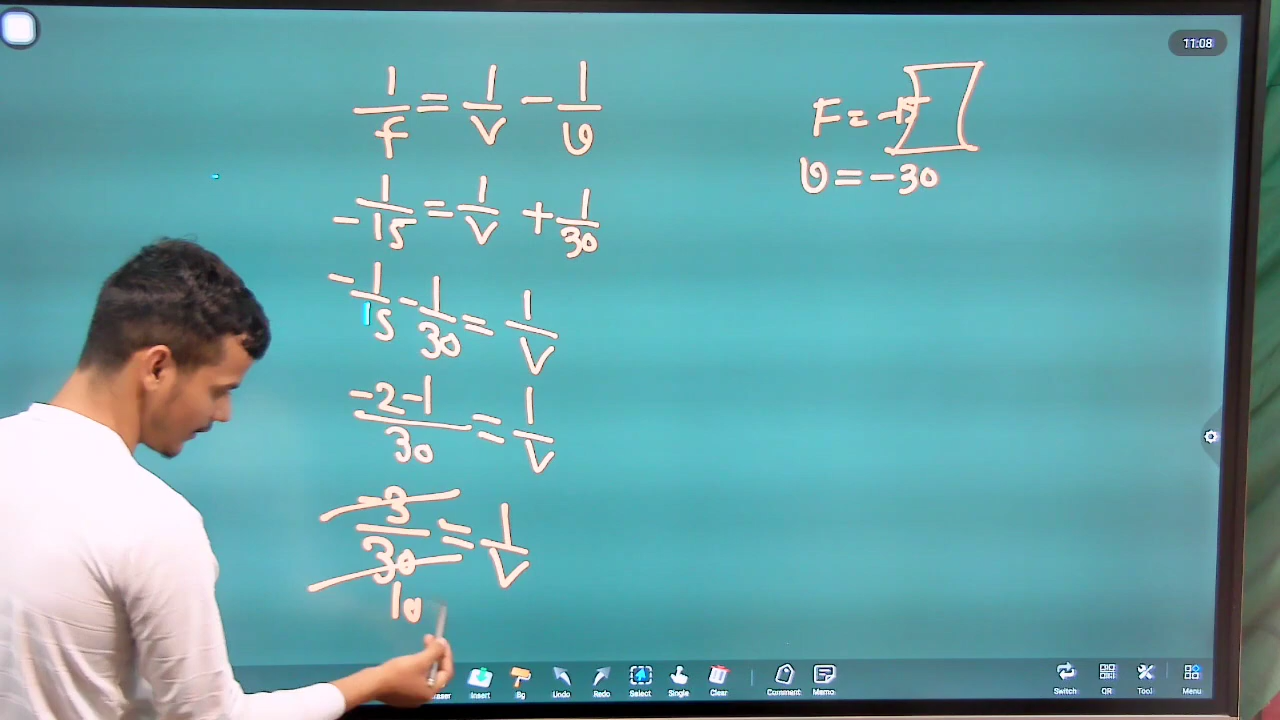 11:08
1/f = 1/v - 1/u
F = -15
u = -30
-1/15 = 1/v + 1/30
-1/15 - 1/30 = 1/v
-2-1/30 = 1/v
-3/30 = 1/v
10
Insert Bg Undo Redo Select Single Clear Comment Memo Switch QR Tool Menu